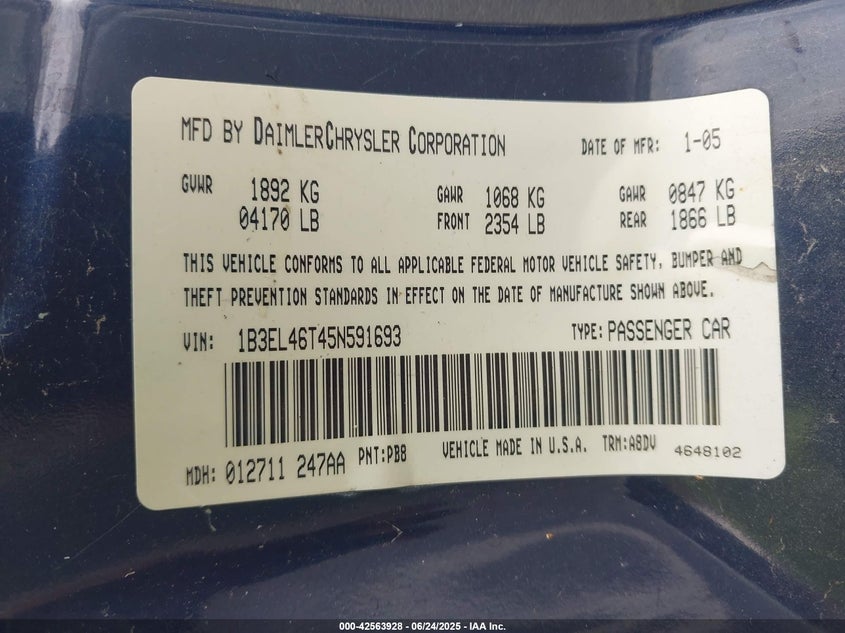 MFD BY DAIMLERCHRYSLER CORPORATION DATE OF MFR: 1-05
GVWR 1892 KG GAWR 1068 KG GAWR 0847 KG
04170 LB FRONT 2354 LB REAR 1866 LB
THIS VEHICLE CONFORMS TO ALL APPLICABLE FEDERAL MOTOR VEHICLE SAFETY, BUMPER AND
THEFT PREVENTION STANDARDS IN EFFECT ON THE DATE OF MANUFACTURE SHOWN ABOVE.
VIN: 1B3EL46T45N591693 TYPE: PASSENGER CAR
MDH: 012711 247AA PNT:PB8 VEHICLE MADE IN U.S.A. TRM:A8DV 4648102
000-42563928 - 06/24/2025 - IAA Inc.